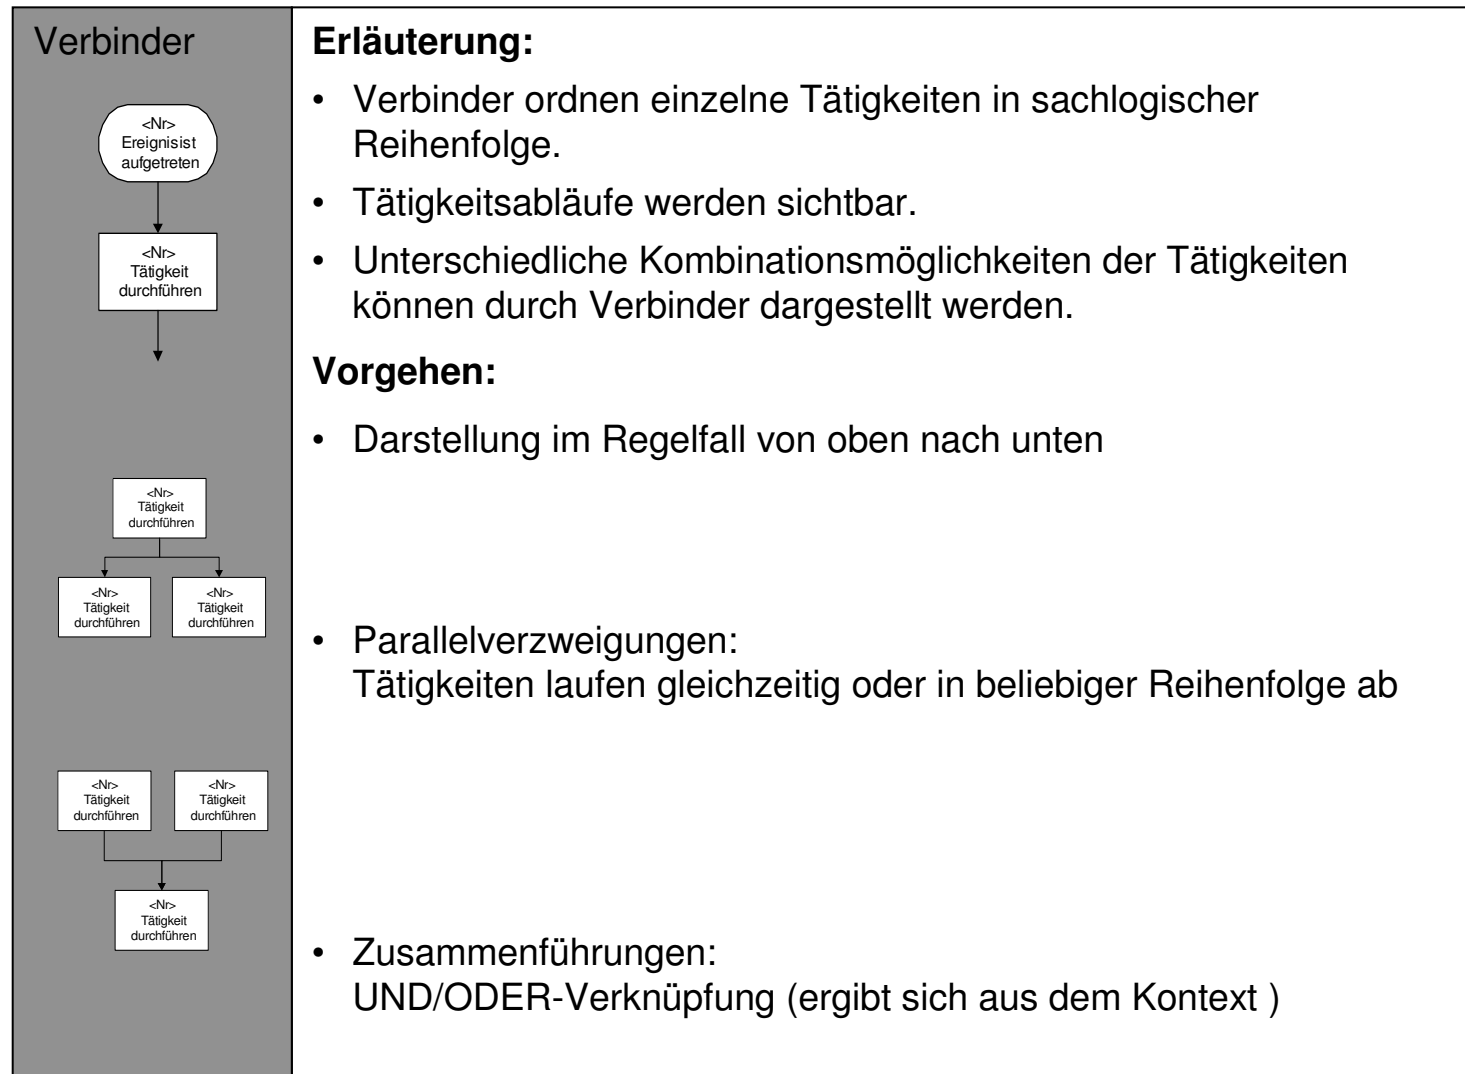 Verbinder
<Nr>
Ereignisist
aufgetreten
<Nr>
Tätigkeit
durchführen
<Nr>
Tätigkeit
durchführen
<Nr>
Tätigkeit
durchführen
<Nr>
Tätigkeit
durchführen
<Nr>
Tätigkeit
durchführen
<Nr>
Tätigkeit
durchführen
<Nr>
Tätigkeit
durchführen
Erläuterung:
• Verbinder ordnen einzelne Tätigkeiten in sachlogischer
Reihenfolge.
• Tätigkeitsabläufe werden sichtbar.
• Unterschiedliche Kombinationsmöglichkeiten der Tätigkeiten
können durch Verbinder dargestellt werden.
Vorgehen:
• Darstellung im Regelfall von oben nach unten
• Parallelverzweigungen:
Tätigkeiten laufen gleichzeitig oder in beliebiger Reihenfolge ab
• Zusammenführungen:
UND/ODER-Verknüpfung (ergibt sich aus dem Kontext )